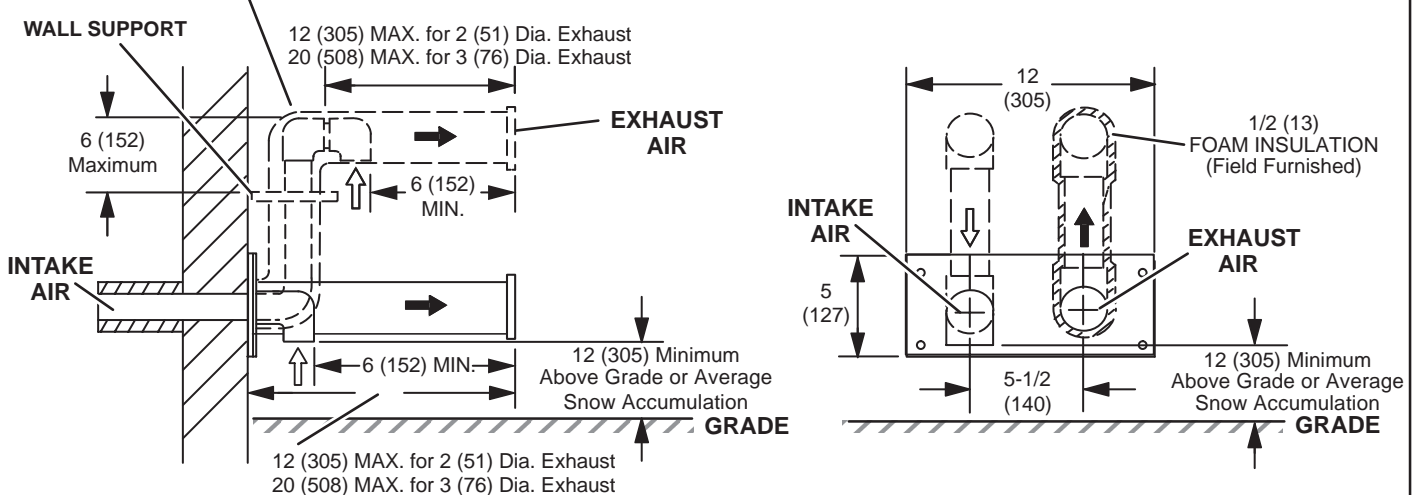 WALL SUPPORT
12 (305) MAX. for 2 (51) Dia. Exhaust
20 (508) MAX. for 3 (76) Dia. Exhaust
6 (152)
Maximum
EXHAUST
AIR
6 (152)
MIN.
INTAKE
AIR
6 (152) MIN.
12 (305) Minimum
Above Grade or Average
Snow Accumulation
GRADE
12 (305) MAX. for 2 (51) Dia. Exhaust
20 (508) MAX. for 3 (76) Dia. Exhaust
12
(305)
1/2 (13)
FOAM INSULATION
(Field Furnished)
INTAKE
AIR
EXHAUST
AIR
5
(127)
5-1/2
(140)
12 (305) Minimum
Above Grade or Average
Snow Accumulation
GRADE